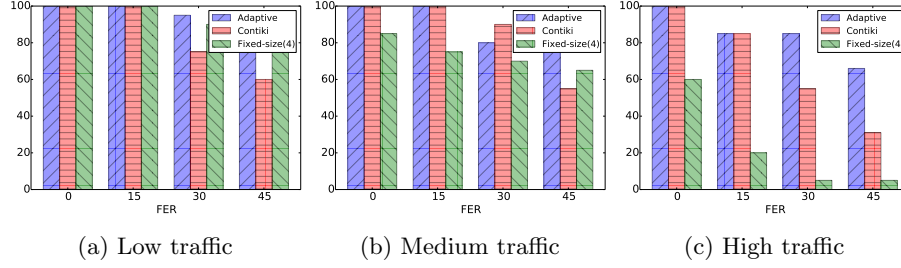 100
80
60
40
20
0
0 15 30 45
FER
Adaptive
Contiki
Fixed-size(4)
(a) Low traffic
100
80
60
40
20
0
0 15 30 45
FER
Adaptive
Contiki
Fixed-size(4)
(b) Medium traffic
100
80
60
40
20
0
0 15 30 45
FER
Adaptive
Contiki
Fixed-size(4)
(c) High traffic